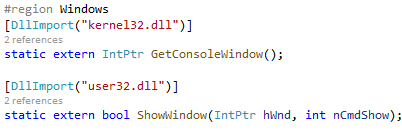 #region Windows
[DllImport("kernel32.dll")]
2 references
static extern IntPtr GetConsoleWindow();
[DllImport("user32.dll")]
2 references
static extern bool ShowWindow(IntPtr hWnd, int nCmdShow);